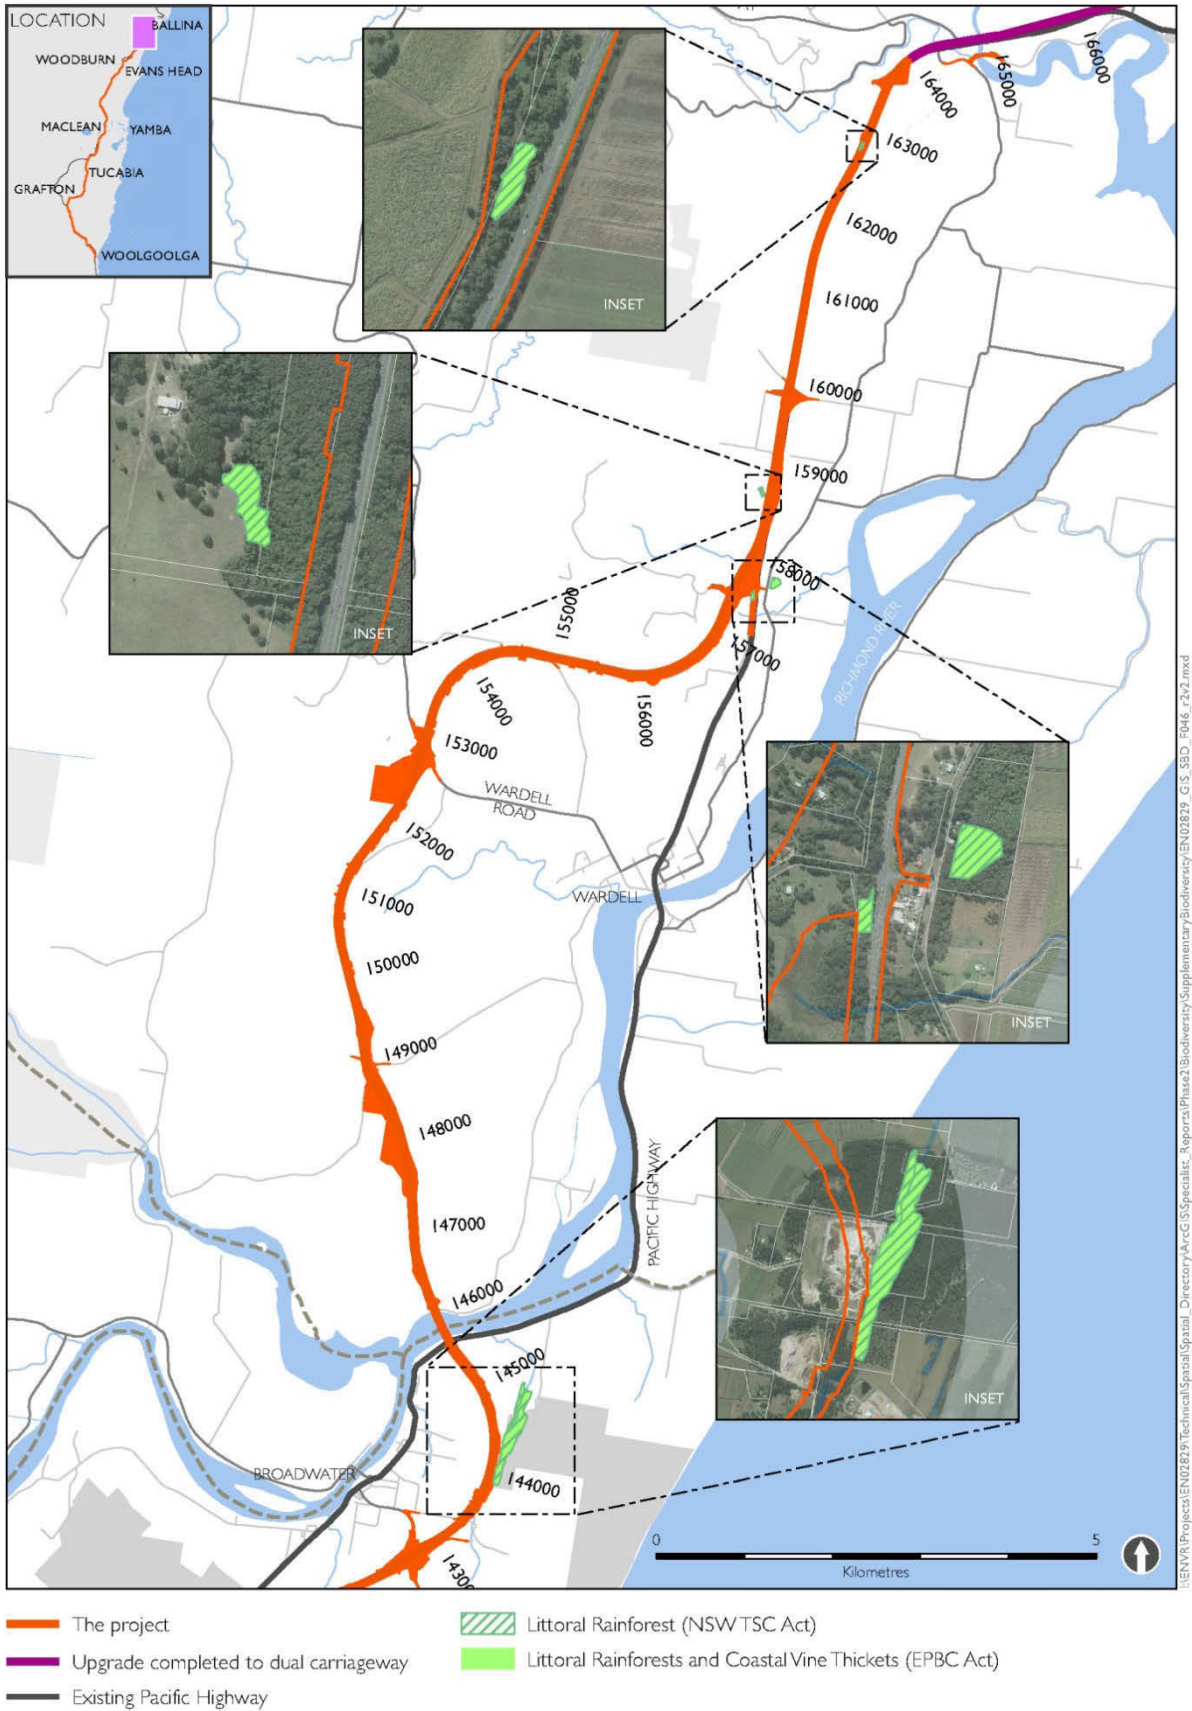 LOCATION
BALLINA
WOODBURN
EVANS HEAD
MACLEAN
YAMBA
TUCABIA
GRAFTON
WOOLGOOLGA
INSET
INSET
166000
165000
164000
163000
162000
161000
160000
159000
158000
157000
156000
155000
154000
153000
152000
151000
150000
149000
148000
147000
146000
145000
144000
RICHMOND RIVER
WARDELL
ROAD
WARDELL
INSET
PACIFIC HIGHWAY
INSET
BROADWATER
0
5
Kilometres
The project
Upgrade completed to dual carriageway
Existing Pacific Highway
Littoral Rainforest (NSW TSC Act)
Littoral Rainforests and Coastal Vine Thickets (EPBC Act)